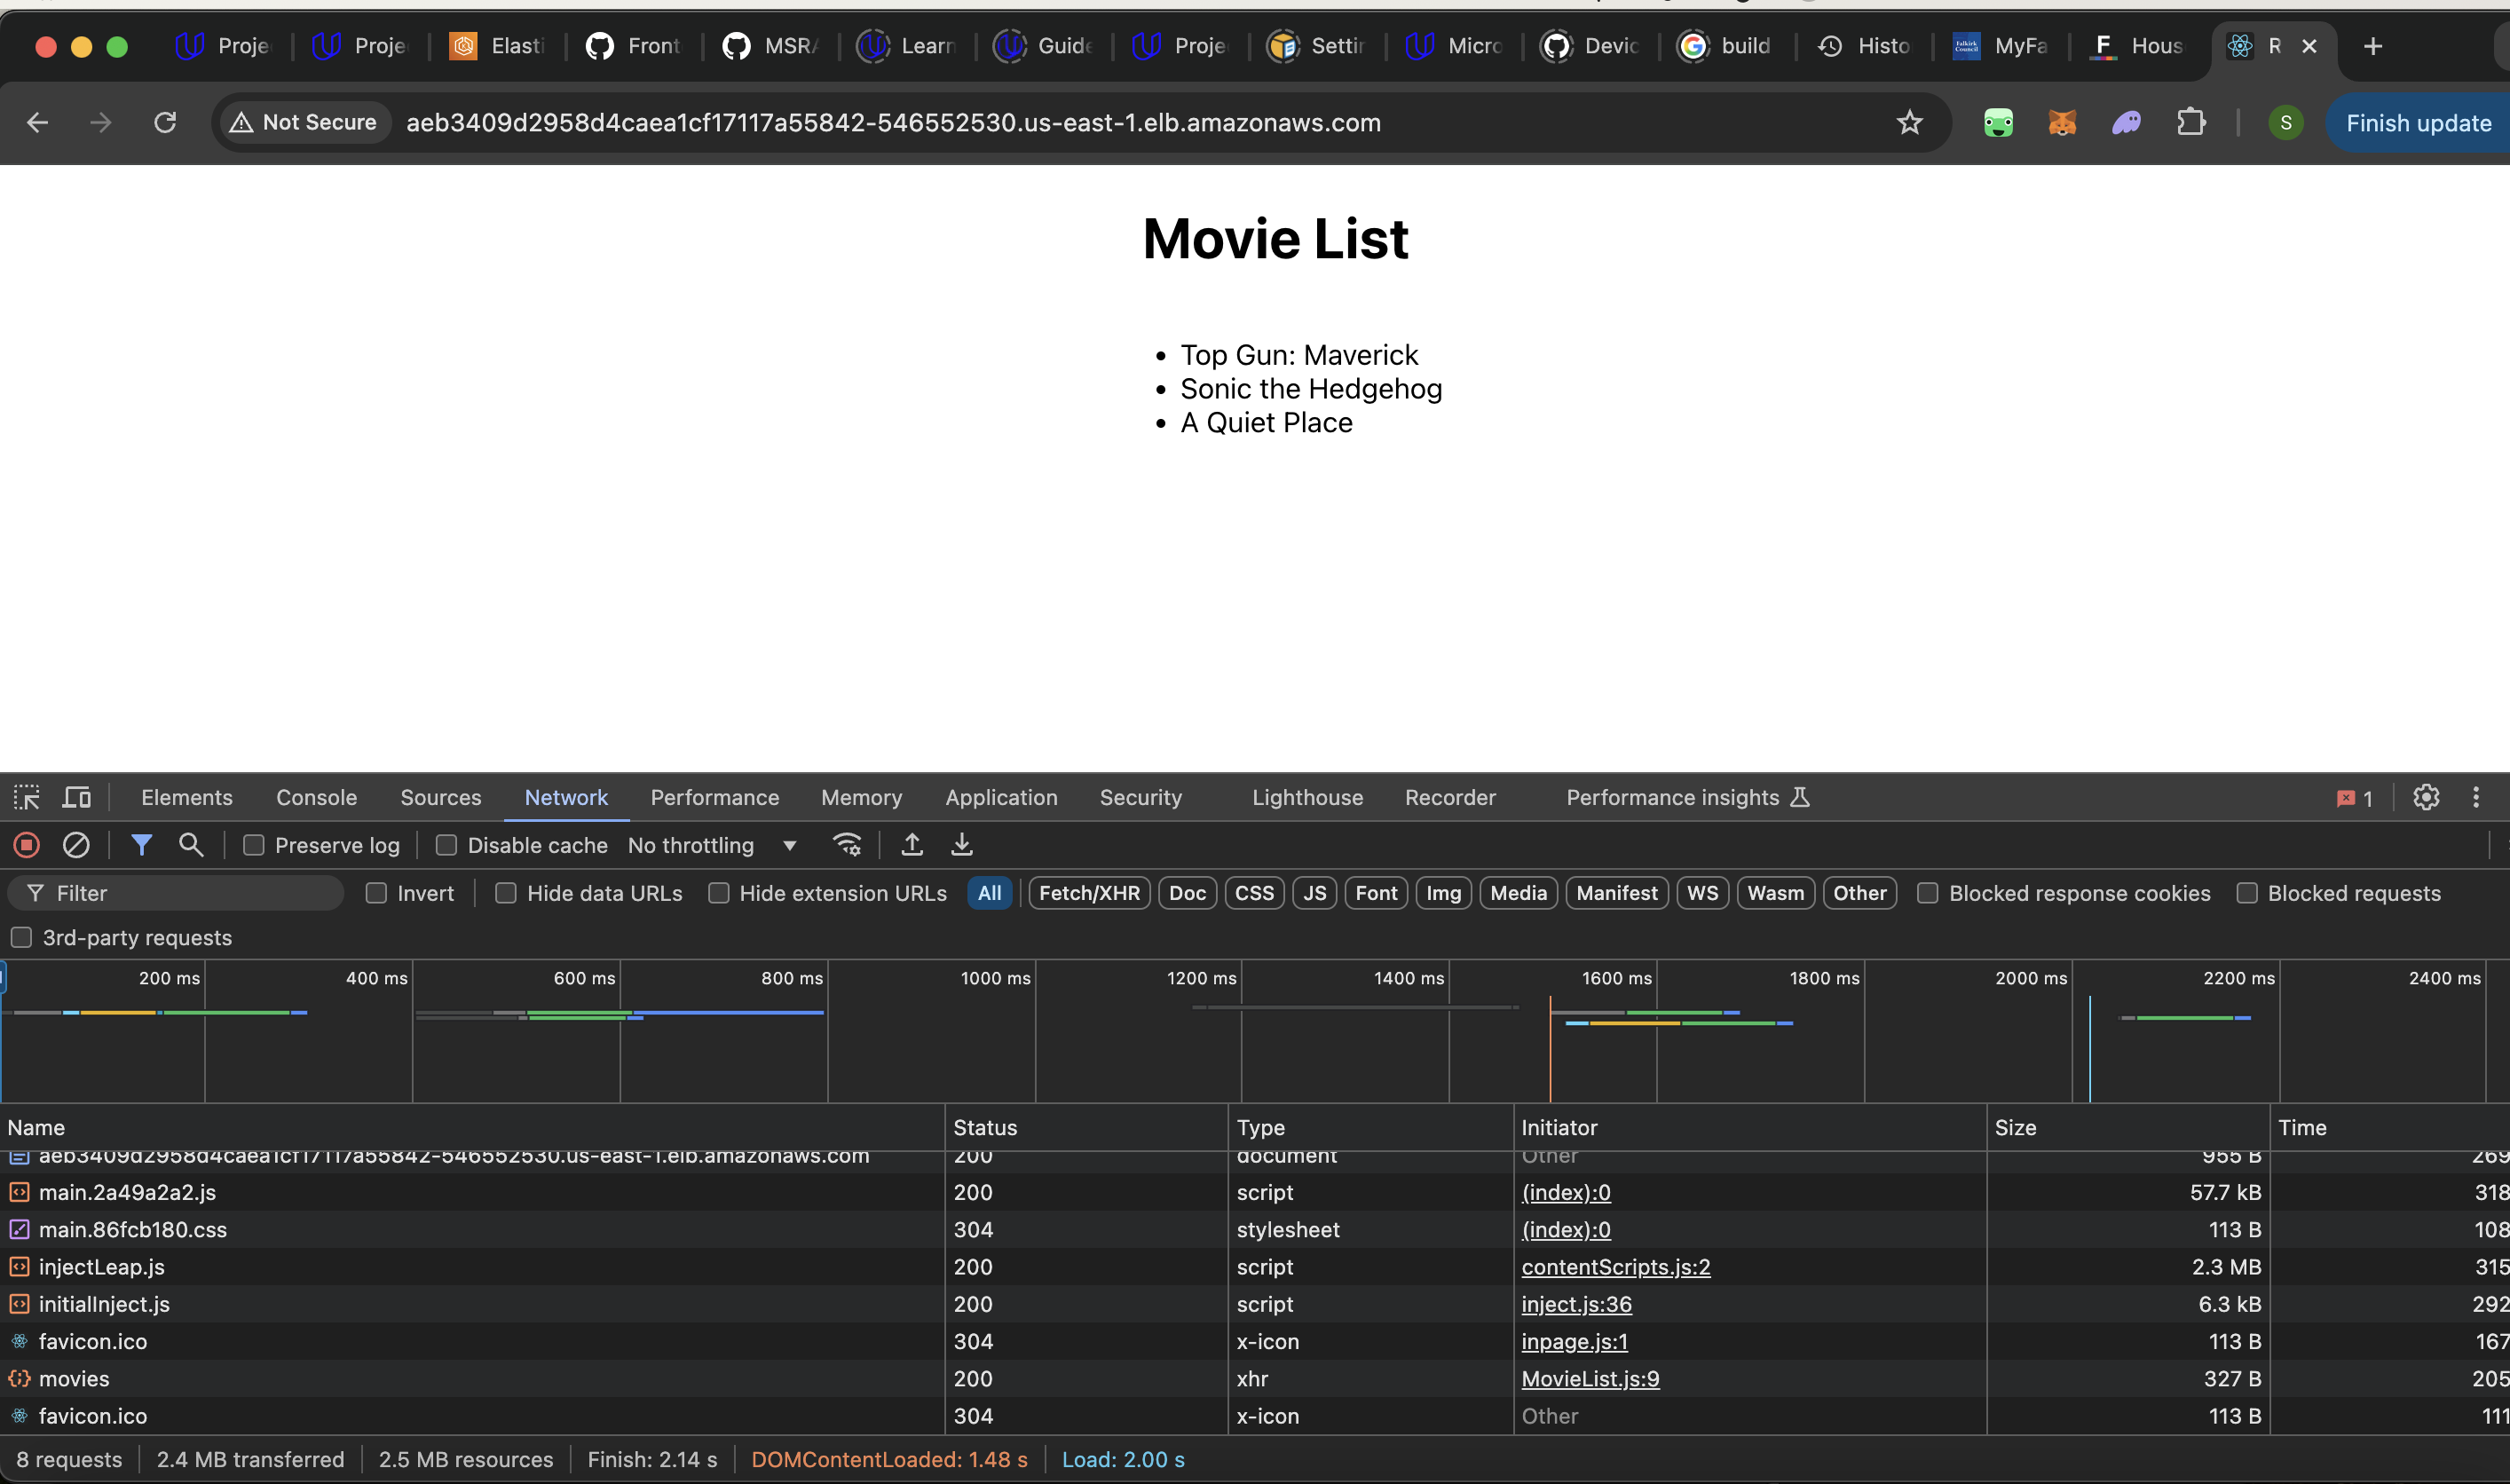 Proje Proje Elasti Front MSRA Learn Guide Proje Settin Micro Devic build Histo MyFa Hous R
Not Secure aeb3409d2958d4caea1cf17117a55842-546552530.us-east-1.elb.amazonaws.com S Finish update
Movie List
Top Gun: Maverick
Sonic the Hedgehog
A Quiet Place
Elements Console Sources Network Performance Memory Application Security Lighthouse Recorder Performance insights 1
Preserve log Disable cache No throttling
Filter Invert Hide data URLs Hide extension URLs All Fetch/XHR Doc CSS JS Font Img Media Manifest WS Wasm Other Blocked response cookies Blocked requests
3rd-party requests
200 ms 400 ms 600 ms 800 ms 1000 ms 1200 ms 1400 ms 1600 ms 1800 ms 2000 ms 2200 ms 2400 ms
Name Status Type Initiator Size Time
aeb3409d2958d4caea1cf17117a55842-546552530.us-east-1.elb.amazonaws.com 200 document Other 955 B 269
main.2a49a2a2.js 200 script (index):0 57.7 kB 318
main.86fcb180.css 304 stylesheet (index):0 113 B 108
injectLeap.js 200 script contentScripts.js:2 2.3 MB 315
initialInject.js 200 script inject.js:36 6.3 kB 292
favicon.ico 304 x-icon inpage.js:1 113 B 167
movies 200 xhr MovieList.js:9 327 B 205
favicon.ico 304 x-icon Other 113 B 111
8 requests 2.4 MB transferred 2.5 MB resources Finish: 2.14 s DOMContentLoaded: 1.48 s Load: 2.00 s